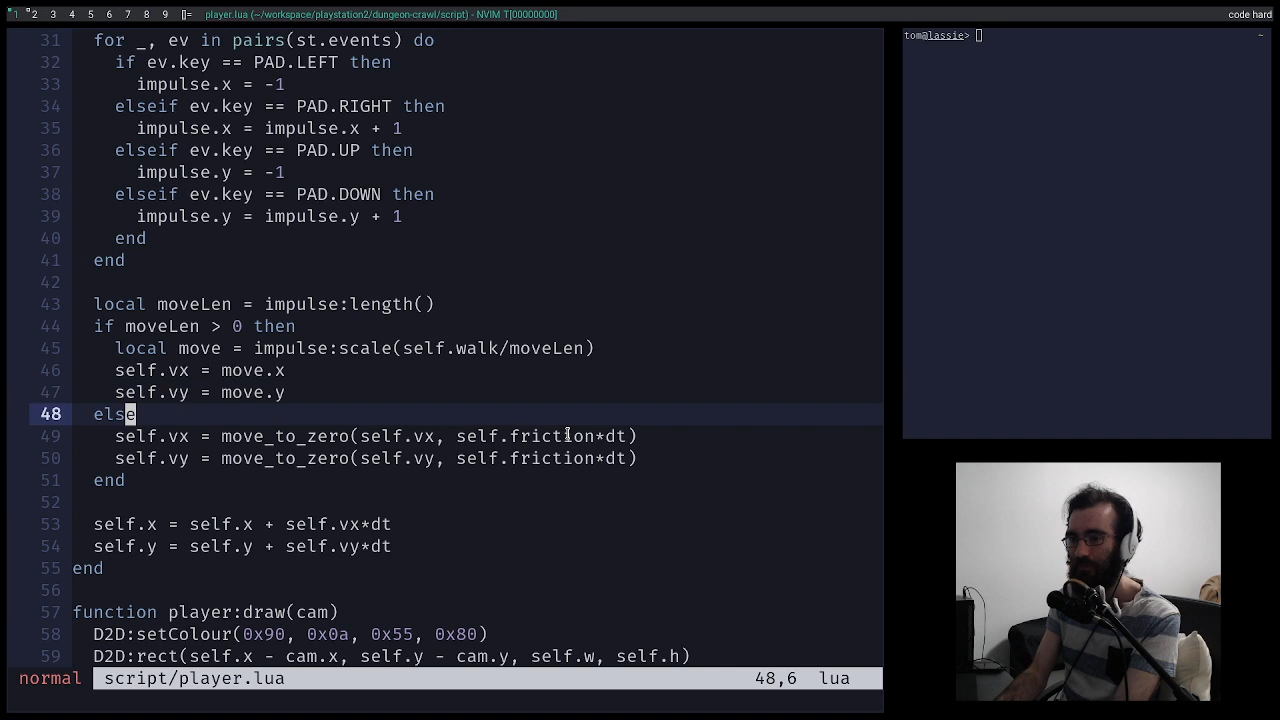 1 2 3 4 5 6 7 8 9 []= player.lua (~/workspace/playstation2/dungeon-crawl/script) - NVIM T[00000000] code hard
31 for _, ev in pairs(st.events) do
32 if ev.key == PAD.LEFT then
33 impulse.x = -1
34 elseif ev.key == PAD.RIGHT then
35 impulse.x = impulse.x + 1
36 elseif ev.key == PAD.UP then
37 impulse.y = -1
38 elseif ev.key == PAD.DOWN then
39 impulse.y = impulse.y + 1
40 end
41 end
42
43 local moveLen = impulse:length()
44 if moveLen > 0 then
45 local move = impulse:scale(self.walk/moveLen)
46 self.vx = move.x
47 self.vy = move.y
48 else
49 self.vx = move_to_zero(self.vx, self.friction*dt)
50 self.vy = move_to_zero(self.vy, self.friction*dt)
51 end
52
53 self.x = self.x + self.vx*dt
54 self.y = self.y + self.vy*dt
55 end
56
57 function player:draw(cam)
58 D2D:setColour(0x90, 0x0a, 0x55, 0x80)
59 D2D:rect(self.x - cam.x, self.y - cam.y, self.w, self.h)
normal script/player.lua 48,6 lua
tom@lassie> ~